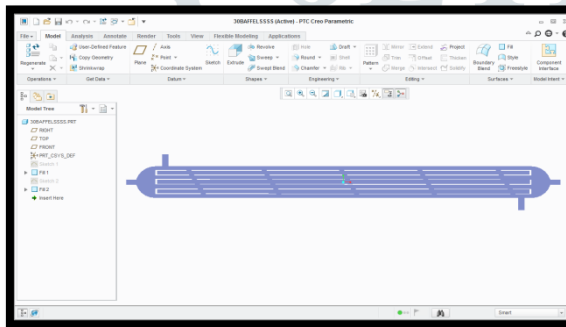 30BAFFELSSSS (Active) - PTC Creo Parametric
File Model Analysis Annotate Render Tools View Flexible Modeling Applications
User-Defined Feature
Copy Geometry
Shrinkwrap
Regenerate
Plane
Axis
Point
Coordinate System
Sketch
Extrude
Revolve
Sweep
Swept Blend
Hole
Round
Chamfer
Draft
Shell
Rib
Pattern
Mirror
Trim
Merge
Extend
Offset
Intersect
Project
Thicken
Solidify
Boundary Blend
Fill
Style
Freestyle
Component Interface
Operations Get Data Datum Shapes Engineering Editing Surfaces Model Intent
Model Tree
30BAFFELSSSS.PRT
RIGHT
TOP
FRONT
PRT_CSYS_DEF
Sketch 1
Fill 1
Sketch 2
Fill 2
Insert Here
Smart